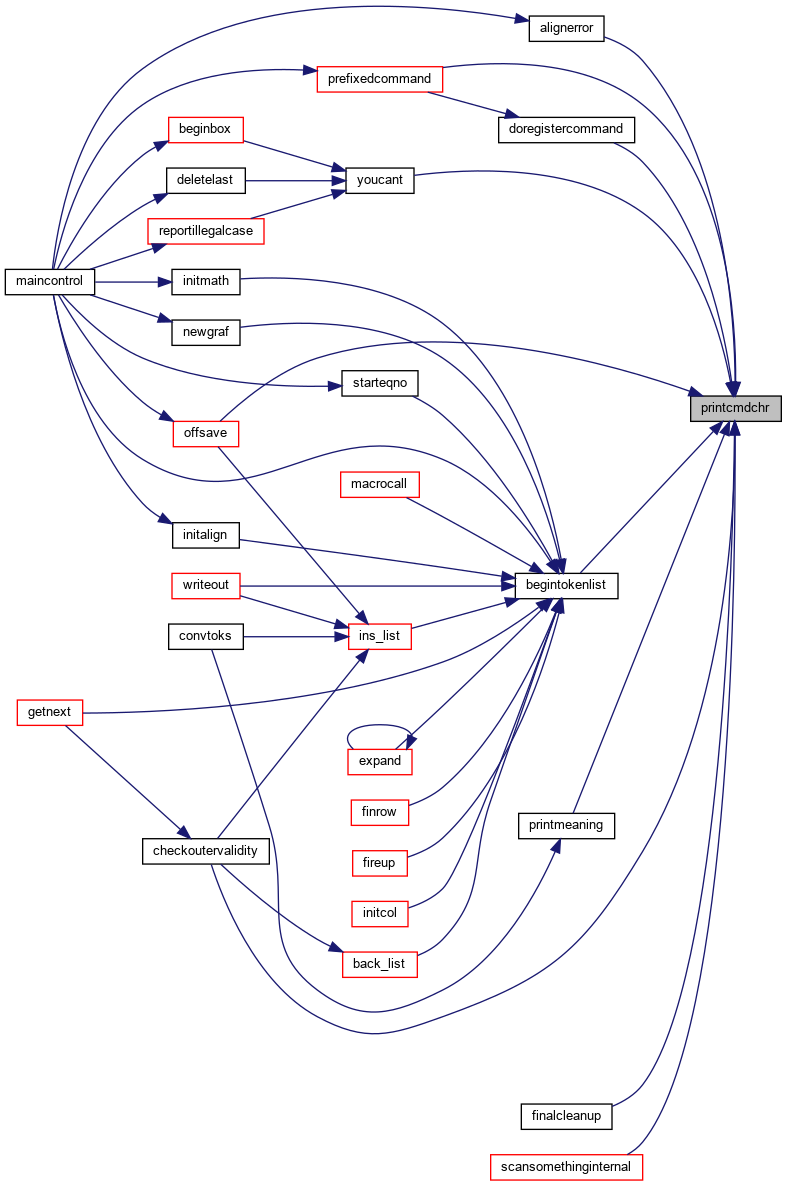 alignerror
prefixedcommand
beginbox
doregistercommand
deletelast
youcant
reportillegalcase
maincontrol
initmath
newgraf
starteqno
printcmdchr
offsave
macrocall
initalign
writeout
begintokenlist
convtoks
ins_list
getnext
expand
finrow
printmeaning
checkoutervalidity
fireup
initcol
back_list
finalcleanup
scansomethinginternal